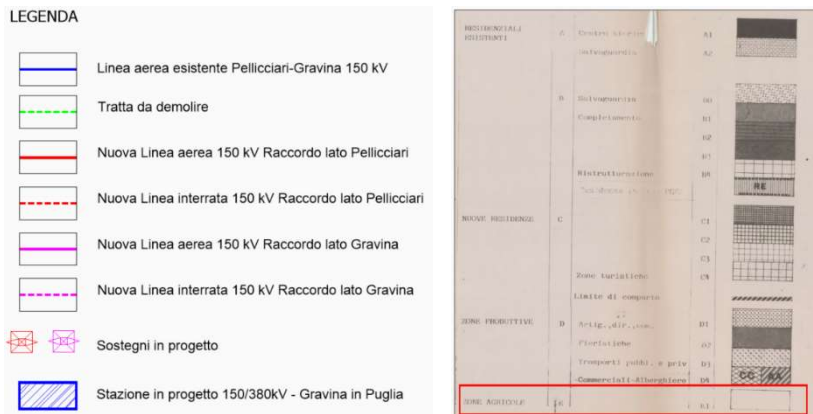 LEGENDA
Linea aerea esistente Pellicciari-Gravina 150 kV
Tratta da demolire
Nuova Linea aerea 150 kV Raccordo lato Pellicciari
Nuova Linea interrata 150 kV Raccordo lato Pellicciari
Nuova Linea aerea 150 kV Raccordo lato Gravina
Nuova Linea interrata 150 kV Raccordo lato Gravina
Sostegni in progetto
Stazione in progetto 150/380kV - Gravina in Puglia
RESIDENZIALI A Centro A1
ESISTENTI
Salvaguardia A2
B Salvaguardia
Completamento B1
B2
B3
Ristrutturazione B4
RE
NUOVE RESIDENZE C C1
C2
C3
Zone turistiche C4
Limite di comparto
ZONE PRODUTTIVE D Artig.,dir.,com. D1
D2
Trasporti pubbl. e priv D3
Commerciali-Alberghiere D4 CC
ZONE AGRICOLE E E1